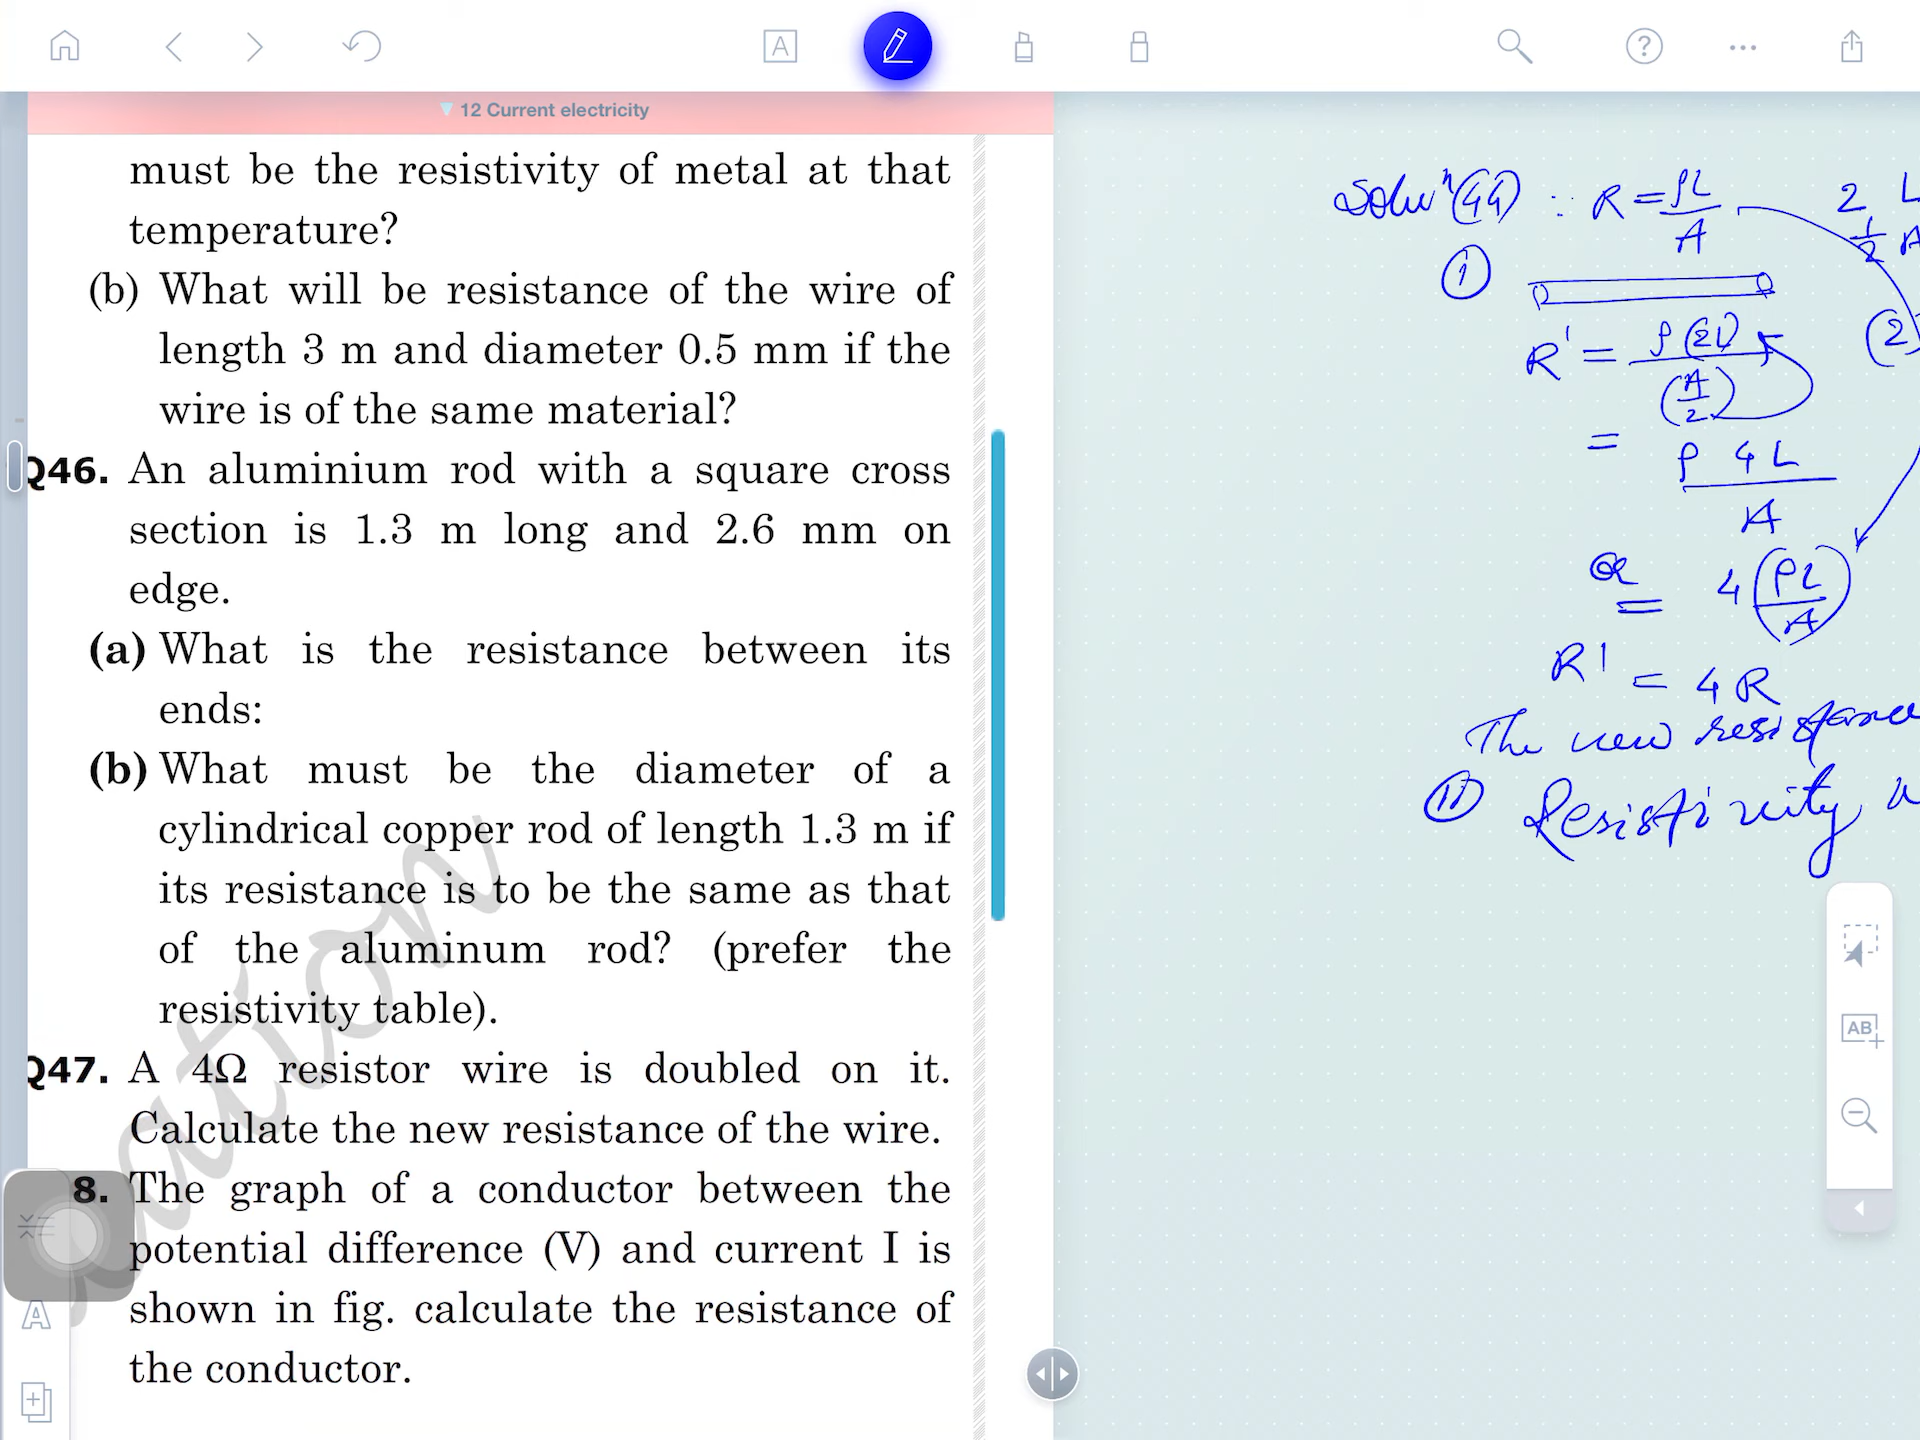 12 Current electricity
must be the resistivity of metal at that
temperature?
(b) What will be resistance of the wire of
length 3 m and diameter 0.5 mm if the
wire is of the same material?
Q46. An aluminium rod with a square cross
section is 1.3 m long and 2.6 mm on
edge.
(a) What is the resistance between its
ends:
(b) What must be the diameter of a
cylindrical copper rod of length 1.3 m if
its resistance is to be the same as that
of the aluminum rod? (prefer the
resistivity table).
Q47. A 4Ω resistor wire is doubled on it.
Calculate the new resistance of the wire.
8. The graph of a conductor between the
potential difference (V) and current I is
shown in fig. calculate the resistance of
the conductor.
ation
Soluⁿ(44) ∵ R = ρL/A
2 L
1/2 A
(i)
R' = ρ(2L)/(A/2)
(2)
= ρ 4L/A
= 4(ρL/A)
R' = 4R
The new resistance
(ii) Resistivity